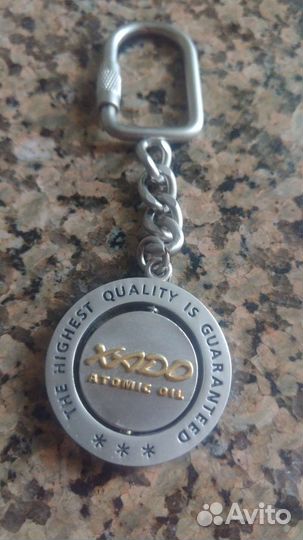 THE HIGHEST QUALITY IS GUARANTEED
XADO
ATOMIC OIL
***
Avito